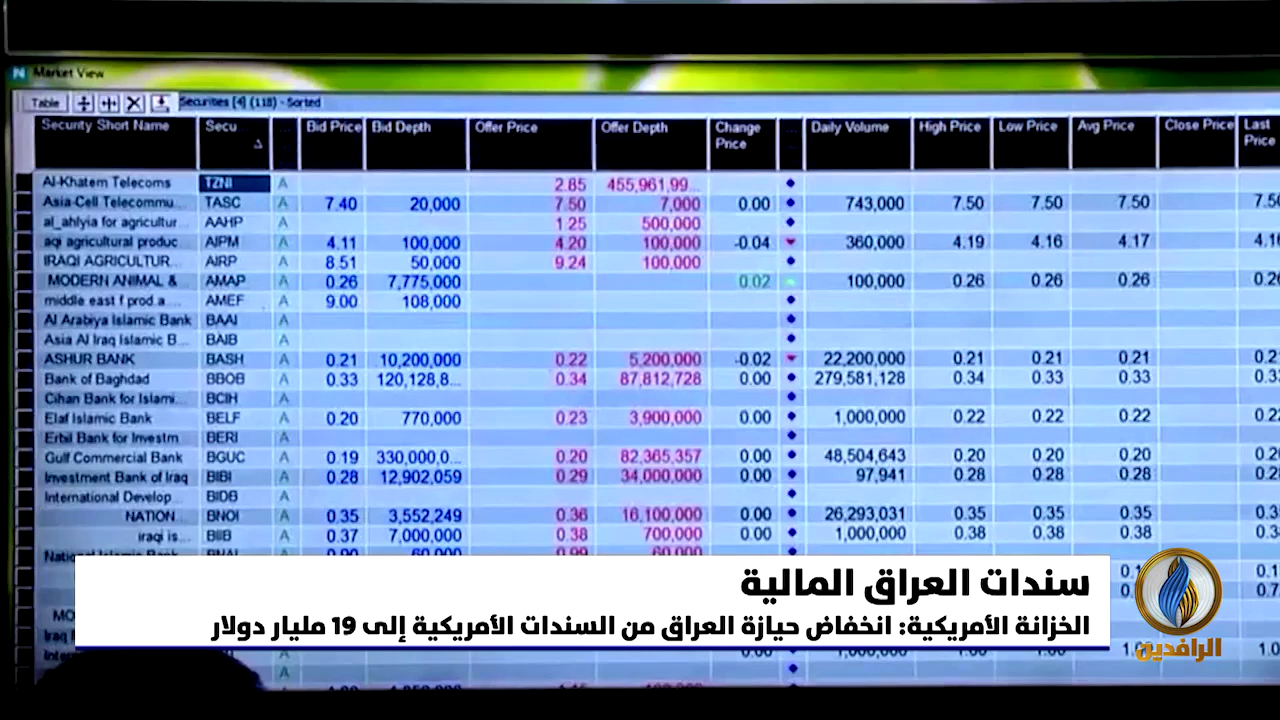 Market View
Table Securities [4] (118) - Sorted
Security Short Name Secu... Bid Price Bid Depth Offer Price Offer Depth Change Price Daily Volume High Price Low Price Avg Price Close Price Last Price
Al-Khatem Telecoms TZNI A 2.85 455,961,99...
Asia-Cell Telecommu... TASC A 7.40 20,000 7.50 7,000 0.00 743,000 7.50 7.50 7.50 7.50
al_ahlyia for agricultur... AAHP A 1.25 500,000
aqi agricultural produc... AIPM A 4.11 100,000 4.20 100,000 -0.04 360,000 4.19 4.16 4.17 4.16
IRAQI AGRICULTUR... AIRP A 8.51 50,000 9.24 100,000
MODERN ANIMAL & AMAP A 0.26 7,775,000 0.02 100,000 0.26 0.26 0.26
middle east f prod.a... AMEF A 9.00 108,000
Al Arabiya Islamic Bank BAAI A
Asia Al Iraq Islamic B... BAIB A
ASHUR BANK BASH A 0.21 10,200,000 0.22 5,200,000 -0.02 22,200,000 0.21 0.21 0.21
Bank of Baghdad BBOB A 0.33 120,128,8... 0.34 87,812,728 0.00 279,581,128 0.34 0.33 0.33
Cihan Bank for Islami... BCIH A
Elaf Islamic Bank BELF A 0.20 770,000 0.23 3,900,000 0.00 1,000,000 0.22 0.22 0.22
Erbil Bank for Investm BERI A
Gulf Commercial Bank BGUC A 0.19 330,000,0... 0.20 82,365,357 0.00 48,504,643 0.20 0.20 0.20
Investment Bank of Iraq BIBI A 0.28 12,902,059 0.29 34,000,000 0.00 97,941 0.28 0.28 0.28
International Develop... BIDB A
NATION... BNOI A 0.35 3,552,249 0.36 16,100,000 0.00 26,293,031 0.35 0.35 0.35
iraqi is... BIIB A 0.37 7,000,000 0.38 700,000 0.00 1,000,000 0.38 0.38 0.38
سندات العراق المالية
الخزانة الأمريكية: انخفاض حيازة العراق من السندات الأمريكية إلى 19 مليار دولار
الرافدين